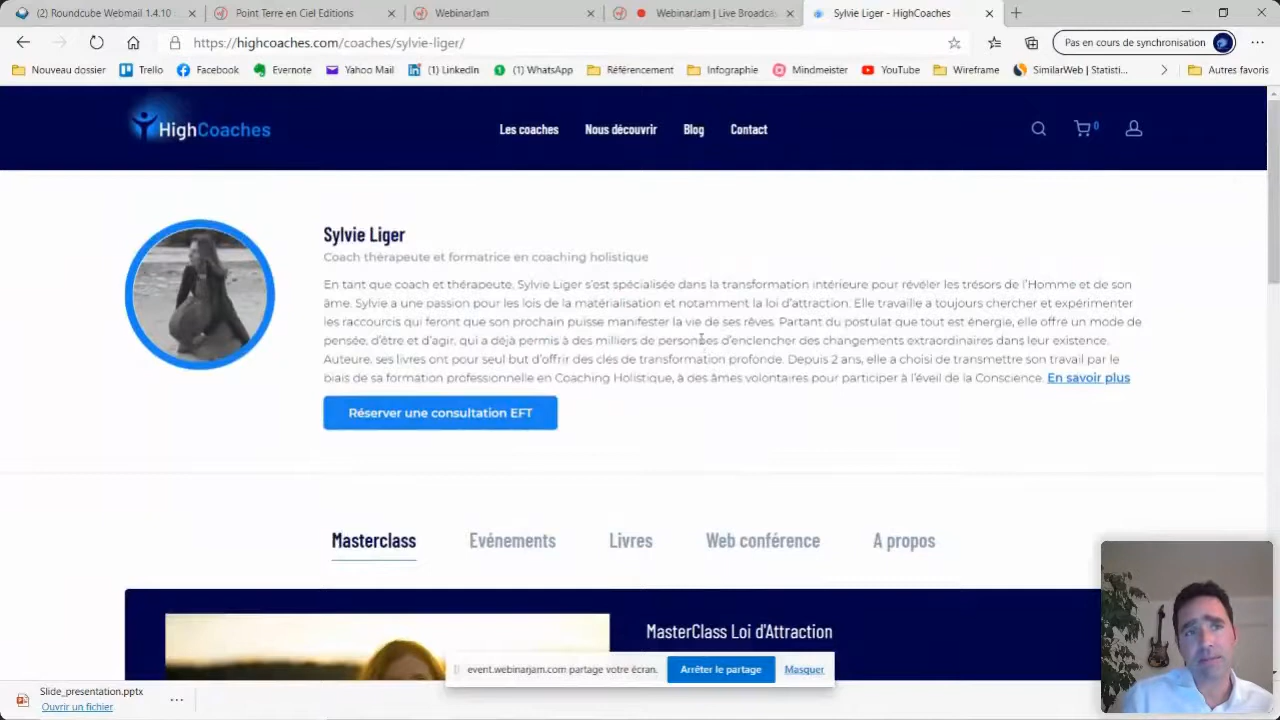 (2) Roundcube Webmail 4.1.10
Point Terre en Ciel Editions
WebinarJam
WebinarJam | Live Broadcas
Sylvie Liger - HighCoaches
https://highcoaches.com/coaches/sylvie-liger/
Pas en cours de synchronisation
Nouveau dossier
Trello
Facebook
Evernote
Yahoo Mail
(1) LinkedIn
(1) WhatsApp
Référencement
Infographie
Mindmeister
YouTube
Wireframe
SimilarWeb | Statisti...
Autres favoris
HighCoaches
Les coaches
Nous découvrir
Blog
Contact
0
Sylvie Liger
Coach thérapeute et formatrice en coaching holistique
En tant que coach et thérapeute, Sylvie Liger s'est spécialisée dans la transformation intérieure pour révéler les trésors de l'Homme et de son
âme. Sylvie a une passion pour les lois de la matérialisation et notamment la loi d'attraction. Elle travaille a toujours chercher et expérimenter
les raccourcis qui feront que son prochain puisse manifester la vie de ses rêves. Partant du postulat que tout est énergie, elle offre un mode de
pensée, d'être et d'agir, qui a déjà permis à des milliers de personnes d'enclencher des changements extraordinaires dans leur existence.
Auteure, ses livres ont pour seul but d'offrir des clés de transformation profonde. Depuis 2 ans, elle a choisi de transmettre son travail par le
biais de sa formation professionnelle en Coaching Holistique, à des âmes volontaires pour participer à l'éveil de la Conscience. En savoir plus
Réserver une consultation EFT
Masterclass
Evénements
Livres
Web conférence
A propos
MasterClass Loi d'Attraction
event.webinarjam.com partage votre écran.
Arrêter le partage
Masquer
Slide_presentation.pptx
Ouvrir un fichier